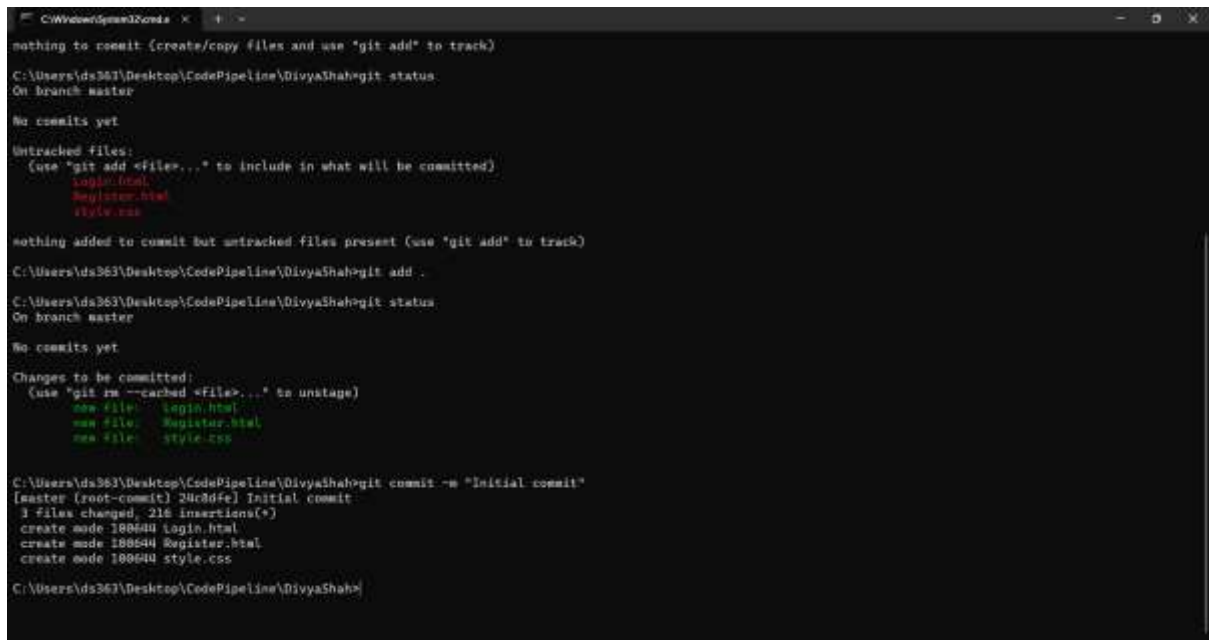 C:\Windows\System32\cmd.e
nothing to commit (create/copy files and use "git add" to track)
C:\Users\ds363\Desktop\CodePipeline\DivyaShah>git status
On branch master
No commits yet
Untracked files:
(use "git add <file>..." to include in what will be committed)
Login.html
Register.html
style.css
nothing added to commit but untracked files present (use "git add" to track)
C:\Users\ds363\Desktop\CodePipeline\DivyaShah>git add .
C:\Users\ds363\Desktop\CodePipeline\DivyaShah>git status
On branch master
No commits yet
Changes to be committed:
(use "git rm --cached <file>..." to unstage)
new file: Login.html
new file: Register.html
new file: style.css
C:\Users\ds363\Desktop\CodePipeline\DivyaShah>git commit -m "Initial commit"
[master (root-commit) 24c8dfe] Initial commit
3 files changed, 216 insertions(+)
create mode 100644 Login.html
create mode 100644 Register.html
create mode 100644 style.css
C:\Users\ds363\Desktop\CodePipeline\DivyaShah>